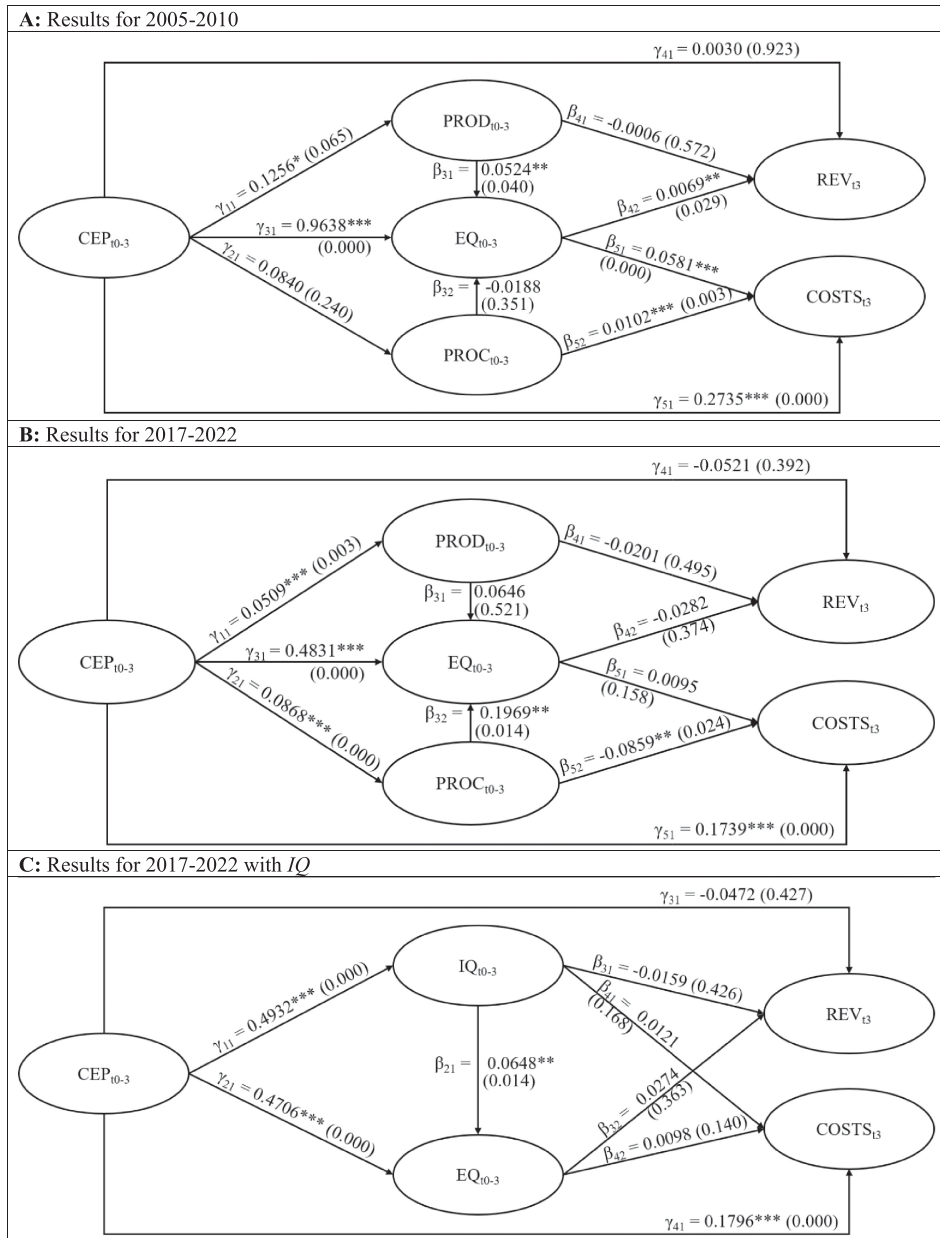 A: Results for 2005-2010
γ41 = 0.0030 (0.923)
PRODt0-3
β41 = -0.0006 (0.572)
γ11 = 0.1256* (0.065)
β31 = 0.0524**
(0.040)
REVt3
β42 = 0.0069**
(0.029)
γ31 = 0.9638***
(0.000)
CEPt0-3
EQt0-3
β51 = 0.0581***
(0.000)
γ21 = 0.0840 (0.240)
β32 = -0.0188
(0.351)
COSTSt3
β52 = 0.0102*** (0.003)
PROCt0-3
γ51 = 0.2735*** (0.000)
B: Results for 2017-2022
γ41 = -0.0521 (0.392)
PRODt0-3
β41 = -0.0201 (0.495)
γ11 = 0.0509*** (0.003)
β31 = 0.0646
(0.521)
REVt3
β42 = -0.0282
(0.374)
γ31 = 0.4831***
(0.000)
CEPt0-3
EQt0-3
β51 = 0.0095
(0.158)
γ21 = 0.0868*** (0.000)
β32 = 0.1969**
(0.014)
COSTSt3
β52 = -0.0859** (0.024)
PROCt0-3
γ51 = 0.1739*** (0.000)
C: Results for 2017-2022 with IQ
γ31 = -0.0472 (0.427)
IQt0-3
β31 = -0.0159 (0.426)
γ11 = 0.4932*** (0.000)
β41 = 0.0121
(0.168)
REVt3
CEPt0-3
β21 = 0.0648**
(0.014)
γ21 = 0.4706*** (0.000)
β32 = 0.0274
(0.363)
COSTSt3
β42 = 0.0098 (0.140)
EQt0-3
γ41 = 0.1796*** (0.000)